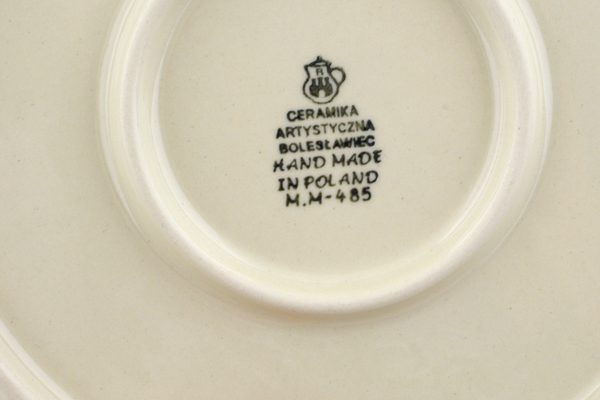 R
CERAMIKA
ARTYSTYCZNA
BOLESŁAWIEC
HAND MADE
IN POLAND
M.M-485